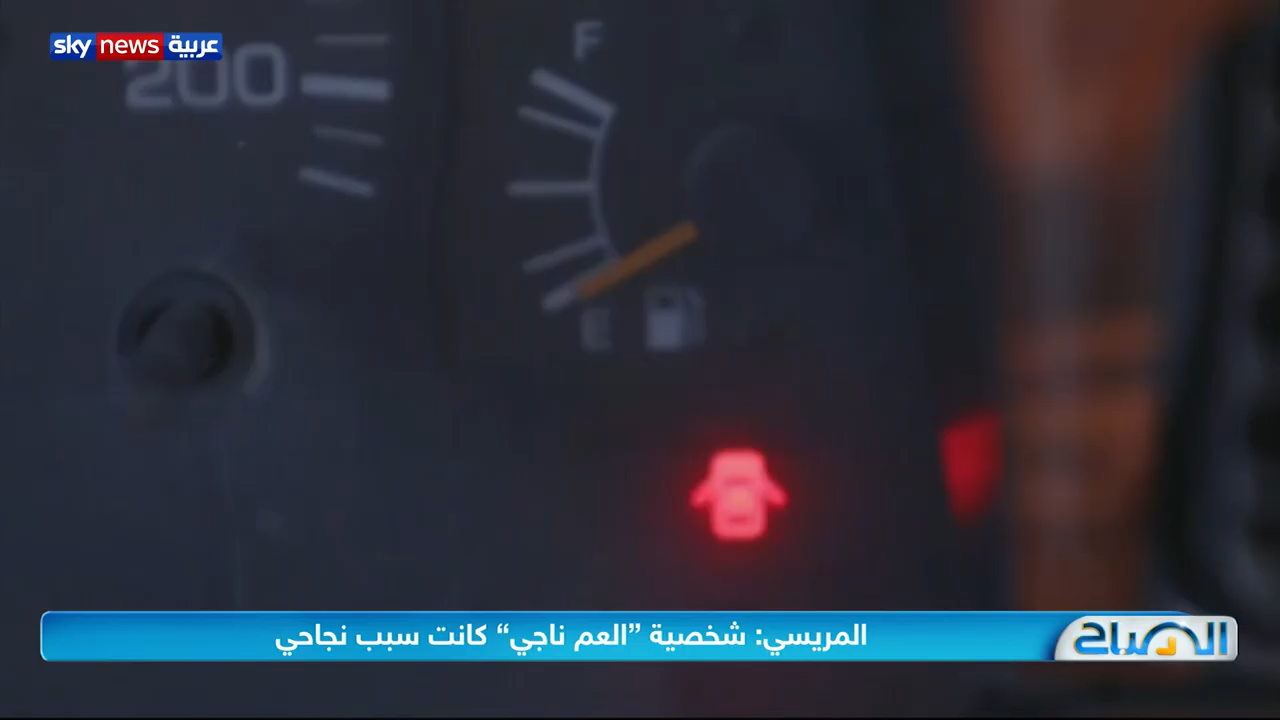 sky news عربية
200
F
E
المريسي: شخصية ”العم ناجي“ كانت سبب نجاحي
الصباح